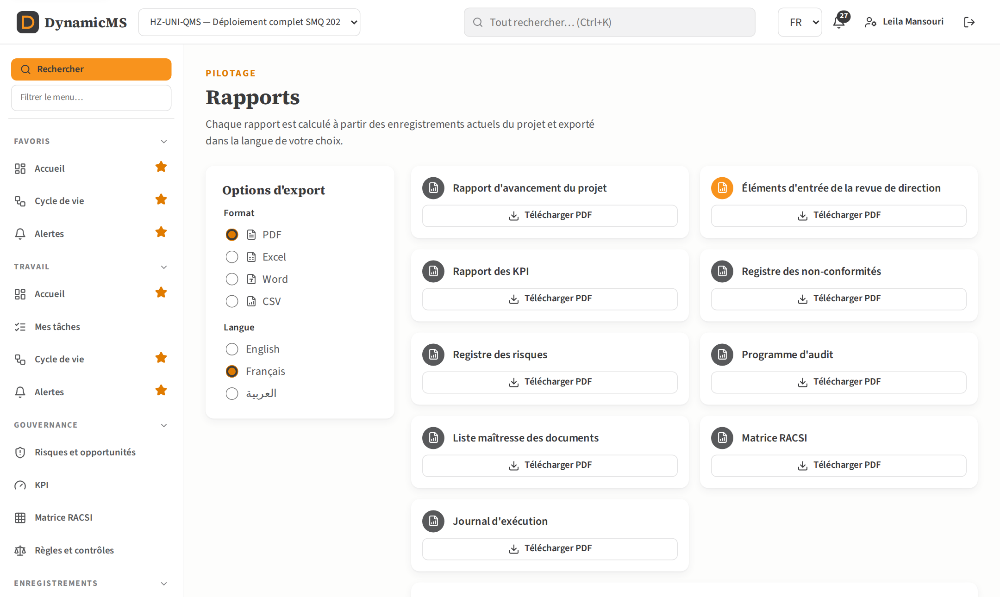 DynamicMS
HZ-UNI-QMS — Déploiement complet SMQ 202
Tout rechercher… (Ctrl+K)
FR
27
Leila Mansouri
Rechercher
Filtrer le menu…
FAVORIS
Accueil
Cycle de vie
Alertes
TRAVAIL
Accueil
Mes tâches
Cycle de vie
Alertes
GOUVERNANCE
Risques et opportunités
KPI
Matrice RACSI
Règles et contrôles
ENREGISTREMENTS
PILOTAGE
Rapports
Chaque rapport est calculé à partir des enregistrements actuels du projet et exporté
dans la langue de votre choix.
Options d'export
Format
PDF
Excel
Word
CSV
Langue
English
Français
العربية
Rapport d'avancement du projet
Télécharger PDF
Éléments d'entrée de la revue de direction
Télécharger PDF
Rapport des KPI
Télécharger PDF
Registre des non-conformités
Télécharger PDF
Registre des risques
Télécharger PDF
Programme d'audit
Télécharger PDF
Liste maîtresse des documents
Télécharger PDF
Matrice RACSI
Télécharger PDF
Journal d'exécution
Télécharger PDF